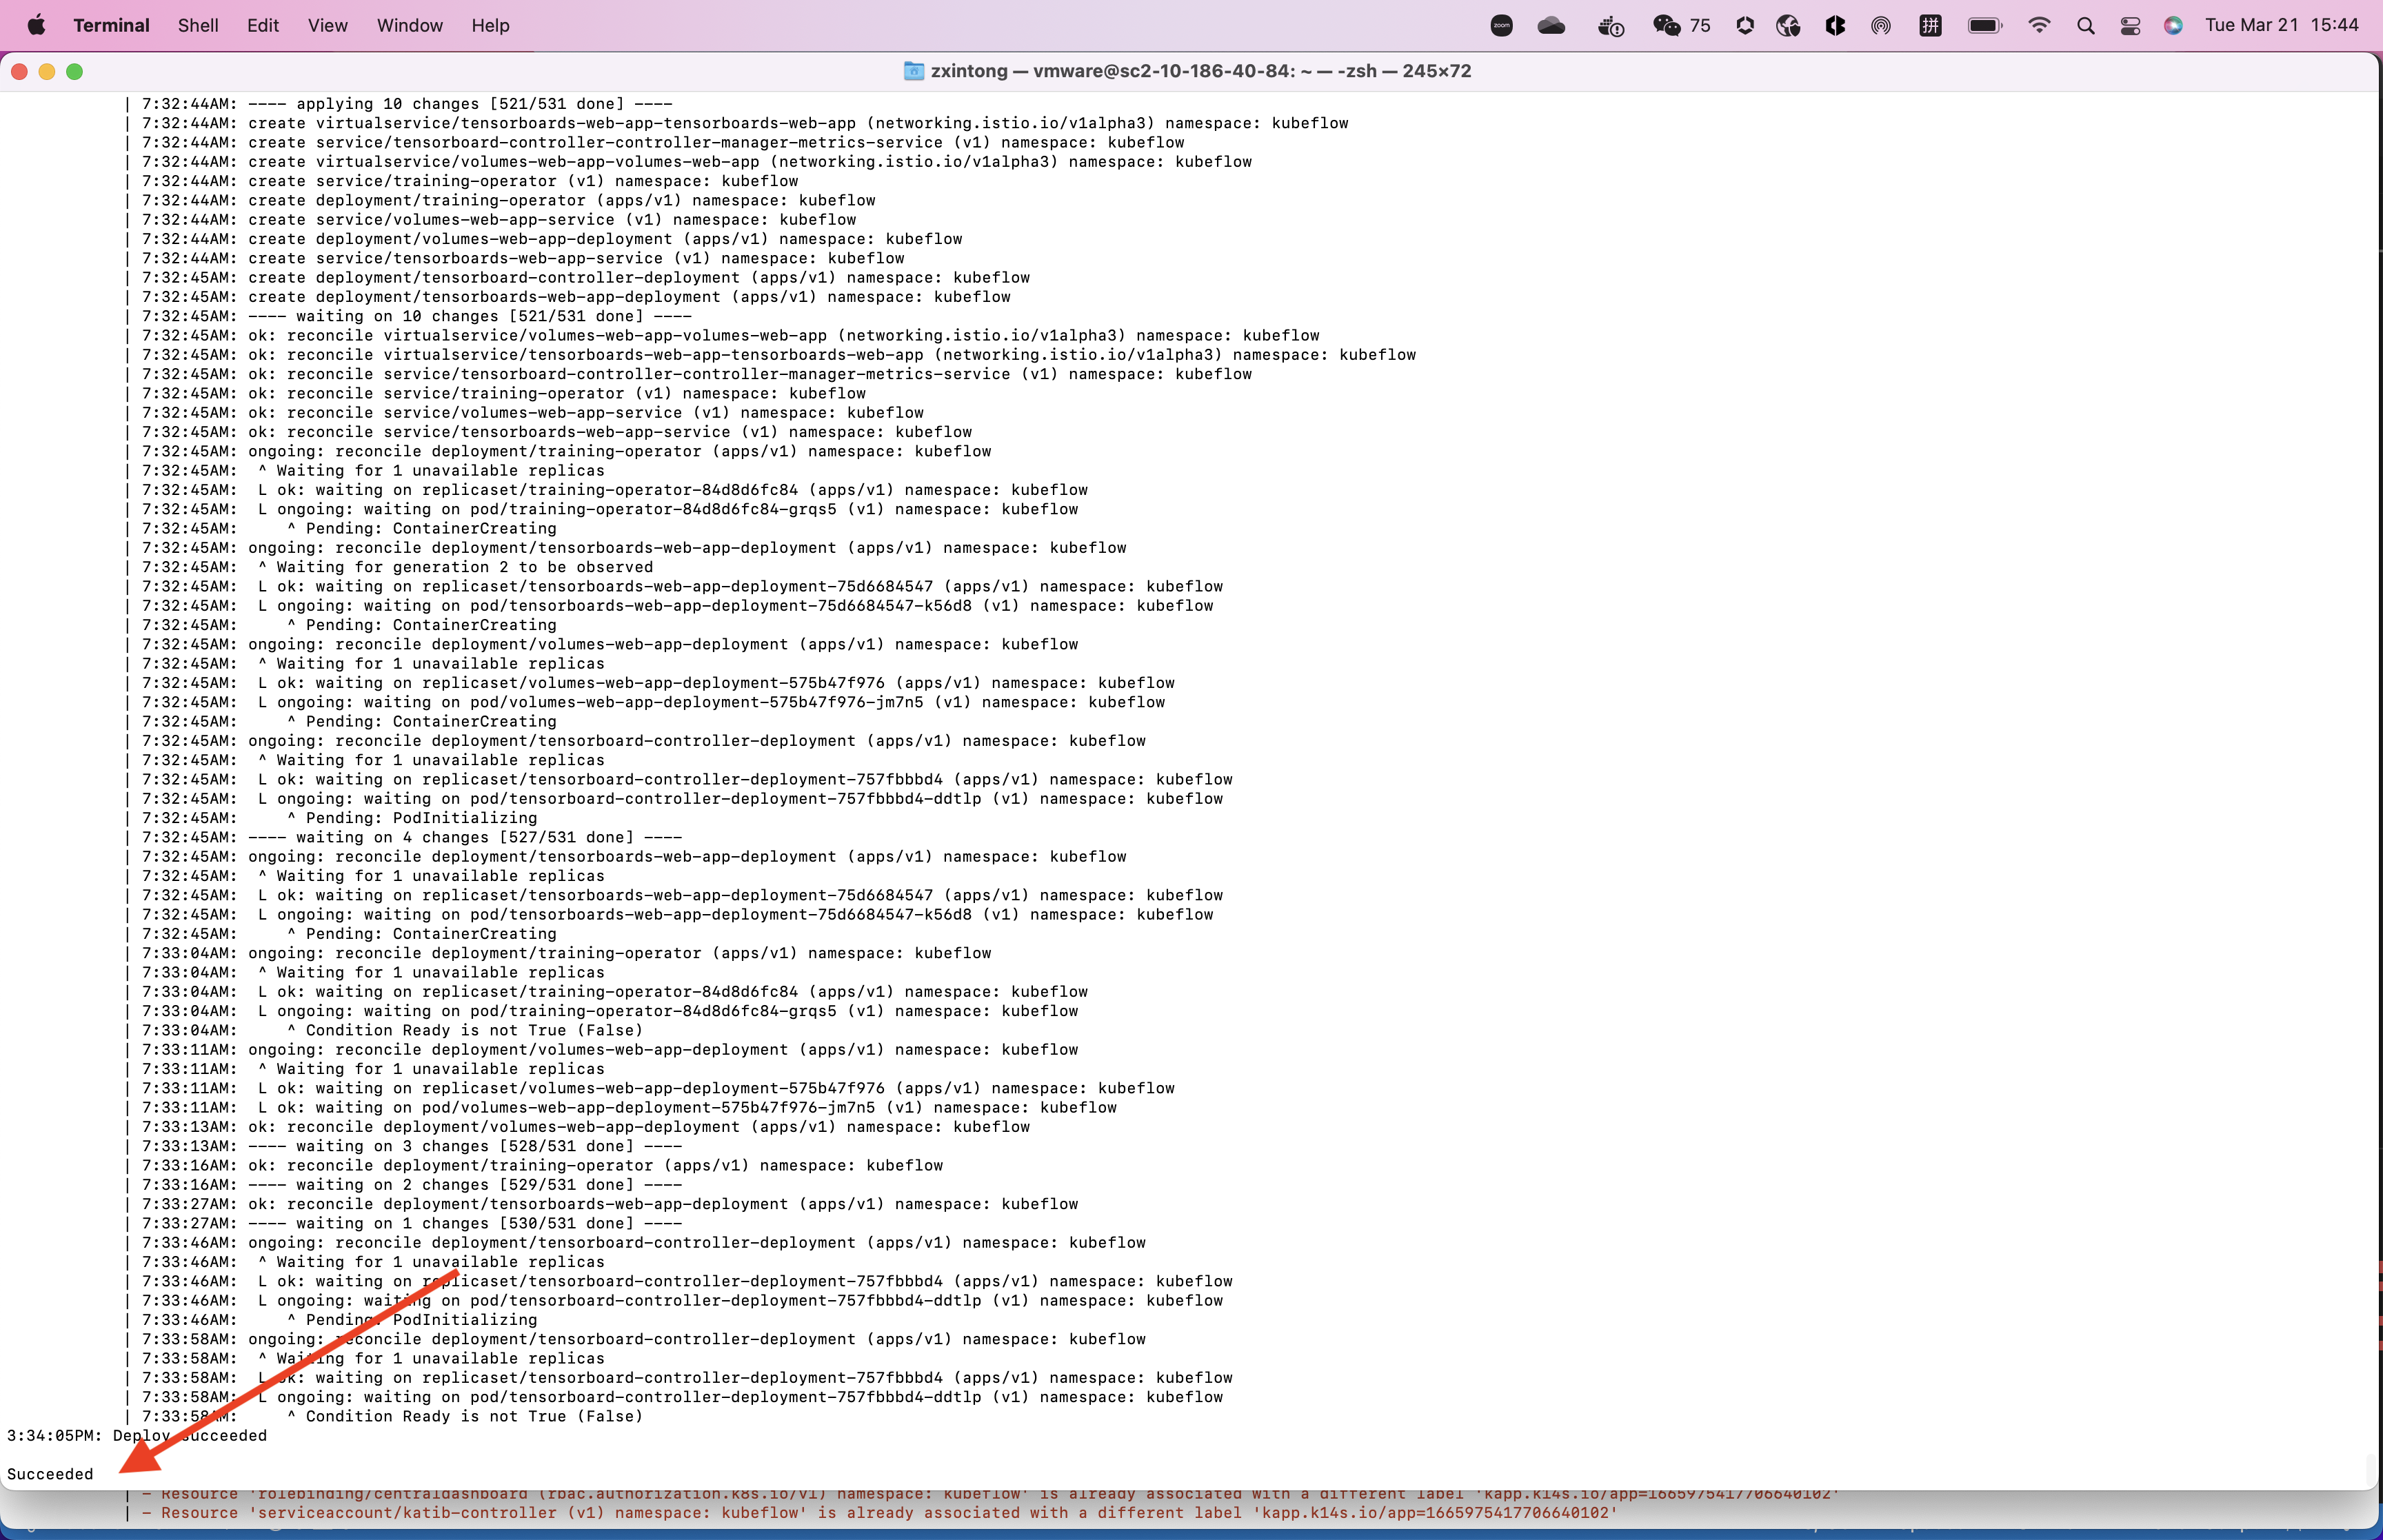 Terminal Shell Edit View Window Help zoom 75 拼 Tue Mar 21 15:44
zxintong — vmware@sc2-10-186-40-84: ~ — -zsh — 245×72
| 7:32:44AM: ---- applying 10 changes [521/531 done] ----
| 7:32:44AM: create virtualservice/tensorboards-web-app-tensorboards-web-app (networking.istio.io/v1alpha3) namespace: kubeflow
| 7:32:44AM: create service/tensorboard-controller-controller-manager-metrics-service (v1) namespace: kubeflow
| 7:32:44AM: create virtualservice/volumes-web-app-volumes-web-app (networking.istio.io/v1alpha3) namespace: kubeflow
| 7:32:44AM: create service/training-operator (v1) namespace: kubeflow
| 7:32:44AM: create deployment/training-operator (apps/v1) namespace: kubeflow
| 7:32:44AM: create service/volumes-web-app-service (v1) namespace: kubeflow
| 7:32:44AM: create deployment/volumes-web-app-deployment (apps/v1) namespace: kubeflow
| 7:32:44AM: create service/tensorboards-web-app-service (v1) namespace: kubeflow
| 7:32:45AM: create deployment/tensorboard-controller-deployment (apps/v1) namespace: kubeflow
| 7:32:45AM: create deployment/tensorboards-web-app-deployment (apps/v1) namespace: kubeflow
| 7:32:45AM: ---- waiting on 10 changes [521/531 done] ----
| 7:32:45AM: ok: reconcile virtualservice/volumes-web-app-volumes-web-app (networking.istio.io/v1alpha3) namespace: kubeflow
| 7:32:45AM: ok: reconcile virtualservice/tensorboards-web-app-tensorboards-web-app (networking.istio.io/v1alpha3) namespace: kubeflow
| 7:32:45AM: ok: reconcile service/tensorboard-controller-controller-manager-metrics-service (v1) namespace: kubeflow
| 7:32:45AM: ok: reconcile service/training-operator (v1) namespace: kubeflow
| 7:32:45AM: ok: reconcile service/volumes-web-app-service (v1) namespace: kubeflow
| 7:32:45AM: ok: reconcile service/tensorboards-web-app-service (v1) namespace: kubeflow
| 7:32:45AM: ongoing: reconcile deployment/training-operator (apps/v1) namespace: kubeflow
| 7:32:45AM:  ^ Waiting for 1 unavailable replicas
| 7:32:45AM:  L ok: waiting on replicaset/training-operator-84d8d6fc84 (apps/v1) namespace: kubeflow
| 7:32:45AM:  L ongoing: waiting on pod/training-operator-84d8d6fc84-grqs5 (v1) namespace: kubeflow
| 7:32:45AM:     ^ Pending: ContainerCreating
| 7:32:45AM: ongoing: reconcile deployment/tensorboards-web-app-deployment (apps/v1) namespace: kubeflow
| 7:32:45AM:  ^ Waiting for generation 2 to be observed
| 7:32:45AM:  L ok: waiting on replicaset/tensorboards-web-app-deployment-75d6684547 (apps/v1) namespace: kubeflow
| 7:32:45AM:  L ongoing: waiting on pod/tensorboards-web-app-deployment-75d6684547-k56d8 (v1) namespace: kubeflow
| 7:32:45AM:     ^ Pending: ContainerCreating
| 7:32:45AM: ongoing: reconcile deployment/volumes-web-app-deployment (apps/v1) namespace: kubeflow
| 7:32:45AM:  ^ Waiting for 1 unavailable replicas
| 7:32:45AM:  L ok: waiting on replicaset/volumes-web-app-deployment-575b47f976 (apps/v1) namespace: kubeflow
| 7:32:45AM:  L ongoing: waiting on pod/volumes-web-app-deployment-575b47f976-jm7n5 (v1) namespace: kubeflow
| 7:32:45AM:     ^ Pending: ContainerCreating
| 7:32:45AM: ongoing: reconcile deployment/tensorboard-controller-deployment (apps/v1) namespace: kubeflow
| 7:32:45AM:  ^ Waiting for 1 unavailable replicas
| 7:32:45AM:  L ok: waiting on replicaset/tensorboard-controller-deployment-757fbbbd4 (apps/v1) namespace: kubeflow
| 7:32:45AM:  L ongoing: waiting on pod/tensorboard-controller-deployment-757fbbbd4-ddtlp (v1) namespace: kubeflow
| 7:32:45AM:     ^ Pending: PodInitializing
| 7:32:45AM: ---- waiting on 4 changes [527/531 done] ----
| 7:32:45AM: ongoing: reconcile deployment/tensorboards-web-app-deployment (apps/v1) namespace: kubeflow
| 7:32:45AM:  ^ Waiting for 1 unavailable replicas
| 7:32:45AM:  L ok: waiting on replicaset/tensorboards-web-app-deployment-75d6684547 (apps/v1) namespace: kubeflow
| 7:32:45AM:  L ongoing: waiting on pod/tensorboards-web-app-deployment-75d6684547-k56d8 (v1) namespace: kubeflow
| 7:32:45AM:     ^ Pending: ContainerCreating
| 7:33:04AM: ongoing: reconcile deployment/training-operator (apps/v1) namespace: kubeflow
| 7:33:04AM:  ^ Waiting for 1 unavailable replicas
| 7:33:04AM:  L ok: waiting on replicaset/training-operator-84d8d6fc84 (apps/v1) namespace: kubeflow
| 7:33:04AM:  L ongoing: waiting on pod/training-operator-84d8d6fc84-grqs5 (v1) namespace: kubeflow
| 7:33:04AM:     ^ Condition Ready is not True (False)
| 7:33:11AM: ongoing: reconcile deployment/volumes-web-app-deployment (apps/v1) namespace: kubeflow
| 7:33:11AM:  ^ Waiting for 1 unavailable replicas
| 7:33:11AM:  L ok: waiting on replicaset/volumes-web-app-deployment-575b47f976 (apps/v1) namespace: kubeflow
| 7:33:11AM:  L ok: waiting on pod/volumes-web-app-deployment-575b47f976-jm7n5 (v1) namespace: kubeflow
| 7:33:13AM: ok: reconcile deployment/volumes-web-app-deployment (apps/v1) namespace: kubeflow
| 7:33:13AM: ---- waiting on 3 changes [528/531 done] ----
| 7:33:16AM: ok: reconcile deployment/training-operator (apps/v1) namespace: kubeflow
| 7:33:16AM: ---- waiting on 2 changes [529/531 done] ----
| 7:33:27AM: ok: reconcile deployment/tensorboards-web-app-deployment (apps/v1) namespace: kubeflow
| 7:33:27AM: ---- waiting on 1 changes [530/531 done] ----
| 7:33:46AM: ongoing: reconcile deployment/tensorboard-controller-deployment (apps/v1) namespace: kubeflow
| 7:33:46AM:  ^ Waiting for 1 unavailable replicas
| 7:33:46AM:  L ok: waiting on replicaset/tensorboard-controller-deployment-757fbbbd4 (apps/v1) namespace: kubeflow
| 7:33:46AM:  L ongoing: waiting on pod/tensorboard-controller-deployment-757fbbbd4-ddtlp (v1) namespace: kubeflow
| 7:33:46AM:     ^ Pending: PodInitializing
| 7:33:58AM: ongoing: reconcile deployment/tensorboard-controller-deployment (apps/v1) namespace: kubeflow
| 7:33:58AM:  ^ Waiting for 1 unavailable replicas
| 7:33:58AM:  L ok: waiting on replicaset/tensorboard-controller-deployment-757fbbbd4 (apps/v1) namespace: kubeflow
| 7:33:58AM:  L ongoing: waiting on pod/tensorboard-controller-deployment-757fbbbd4-ddtlp (v1) namespace: kubeflow
| 7:33:58AM:     ^ Condition Ready is not True (False)
3:34:05PM: Deploy succeeded
Succeeded
| - Resource 'rolebinding/centraldashboard (rbac.authorization.k8s.io/v1) namespace: kubeflow' is already associated with a different label 'kapp.k14s.io/app=1665975417706640102'
| - Resource 'serviceaccount/katib-controller (v1) namespace: kubeflow' is already associated with a different label 'kapp.k14s.io/app=1665975417706640102'